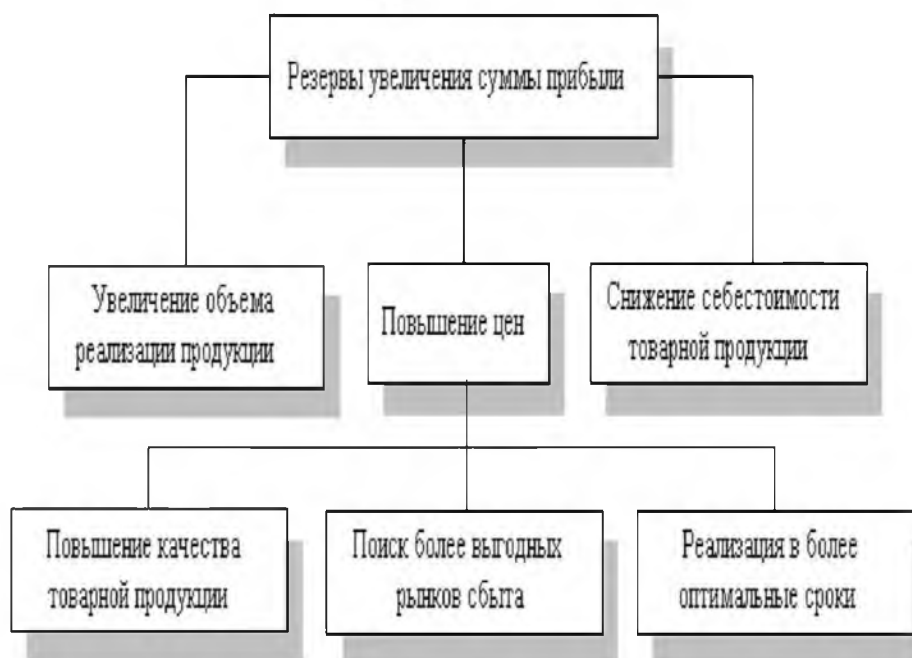 Резервы увеличения суммы прибыли
Увеличение объема
реализации продукции
Повышение цен
Снижение себестоимости
товарной продукции
Повышение качества
товарной продукции
Поиск более выгодных
рынков сбыта
Реализация в более
оптимальные сроки